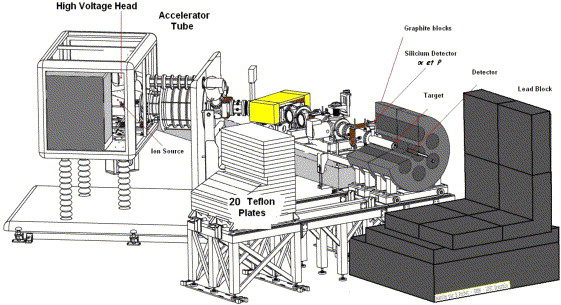 High Voltage Head
Accelerator
Tube
Graphite blocks
Silicium Detector
α et P
Detector
Target
Lead Block
Ion Source
20 Teflon
Plates